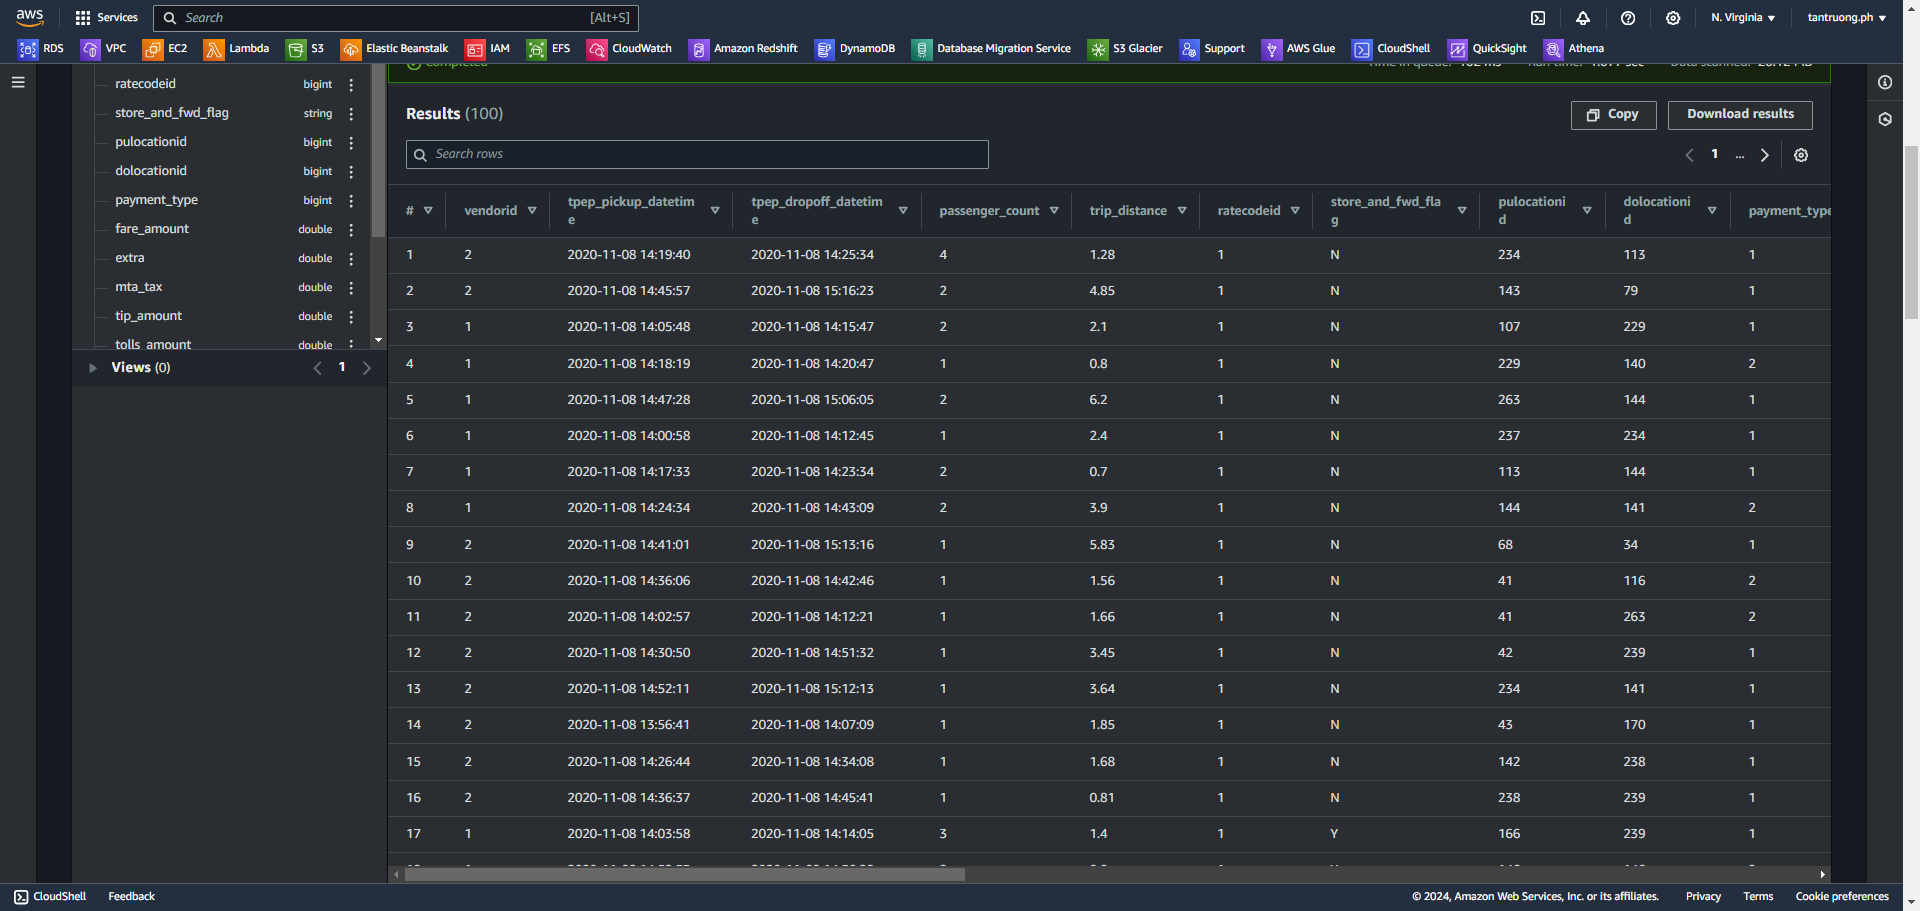 aws Services Search [Alt+S] N. Virginia tantruong.ph
RDS VPC EC2 Lambda S3 Elastic Beanstalk IAM EFS CloudWatch Amazon Redshift DynamoDB Database Migration Service S3 Glacier Support AWS Glue CloudShell QuickSight Athena
ratecodeid bigint
store_and_fwd_flag string
pulocationid bigint
dolocationid bigint
payment_type bigint
fare_amount double
extra double
mta_tax double
tip_amount double
tolls_amount double
Views (0) 1
Completed
Results (100) Copy Download results
Search rows 1 ...
# vendorid tpep_pickup_datetim
e tpep_dropoff_datetim
e passenger_count trip_distance ratecodeid store_and_fwd_fla
g pulocationi
d dolocationi
d payment_type
1 2 2020-11-08 14:19:40 2020-11-08 14:25:34 4 1.28 1 N 234 113 1
2 2 2020-11-08 14:45:57 2020-11-08 15:16:23 2 4.85 1 N 143 79 1
3 1 2020-11-08 14:05:48 2020-11-08 14:15:47 2 2.1 1 N 107 229 1
4 1 2020-11-08 14:18:19 2020-11-08 14:20:47 1 0.8 1 N 229 140 2
5 1 2020-11-08 14:47:28 2020-11-08 15:06:05 2 6.2 1 N 263 144 1
6 1 2020-11-08 14:00:58 2020-11-08 14:12:45 1 2.4 1 N 237 234 1
7 1 2020-11-08 14:17:33 2020-11-08 14:23:34 2 0.7 1 N 113 144 1
8 1 2020-11-08 14:24:34 2020-11-08 14:43:09 2 3.9 1 N 144 141 2
9 2 2020-11-08 14:41:01 2020-11-08 15:13:16 1 5.83 1 N 68 34 1
10 2 2020-11-08 14:36:06 2020-11-08 14:42:46 1 1.56 1 N 41 116 2
11 2 2020-11-08 14:02:57 2020-11-08 14:12:21 1 1.66 1 N 41 263 2
12 2 2020-11-08 14:30:50 2020-11-08 14:51:32 1 3.45 1 N 42 239 1
13 2 2020-11-08 14:52:11 2020-11-08 15:12:13 1 3.64 1 N 234 141 1
14 2 2020-11-08 13:56:41 2020-11-08 14:07:09 1 1.85 1 N 43 170 1
15 2 2020-11-08 14:26:44 2020-11-08 14:34:08 1 1.68 1 N 142 238 1
16 2 2020-11-08 14:36:37 2020-11-08 14:45:41 1 0.81 1 N 238 239 1
17 1 2020-11-08 14:03:58 2020-11-08 14:14:05 3 1.4 1 Y 166 239 1
CloudShell Feedback © 2024, Amazon Web Services, Inc. or its affiliates. Privacy Terms Cookie preferences